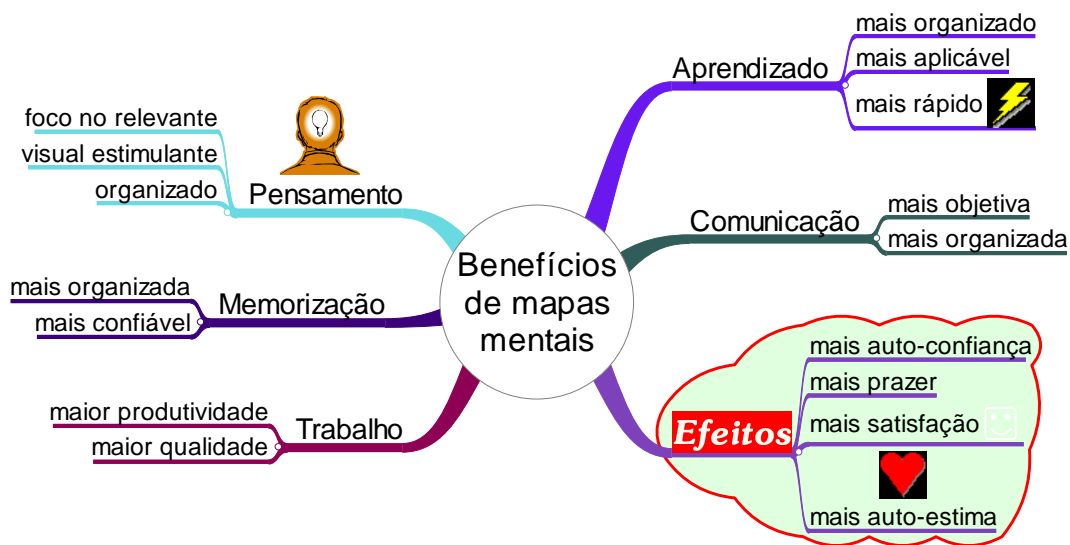 Benefícios
de mapas
mentais
Aprendizado
mais organizado
mais aplicável
mais rápido
Comunicação
mais objetiva
mais organizada
Efeitos
mais auto-confiança
mais prazer
mais satisfação
mais auto-estima
Pensamento
foco no relevante
visual estimulante
organizado
Memorização
mais organizada
mais confiável
Trabalho
maior produtividade
maior qualidade